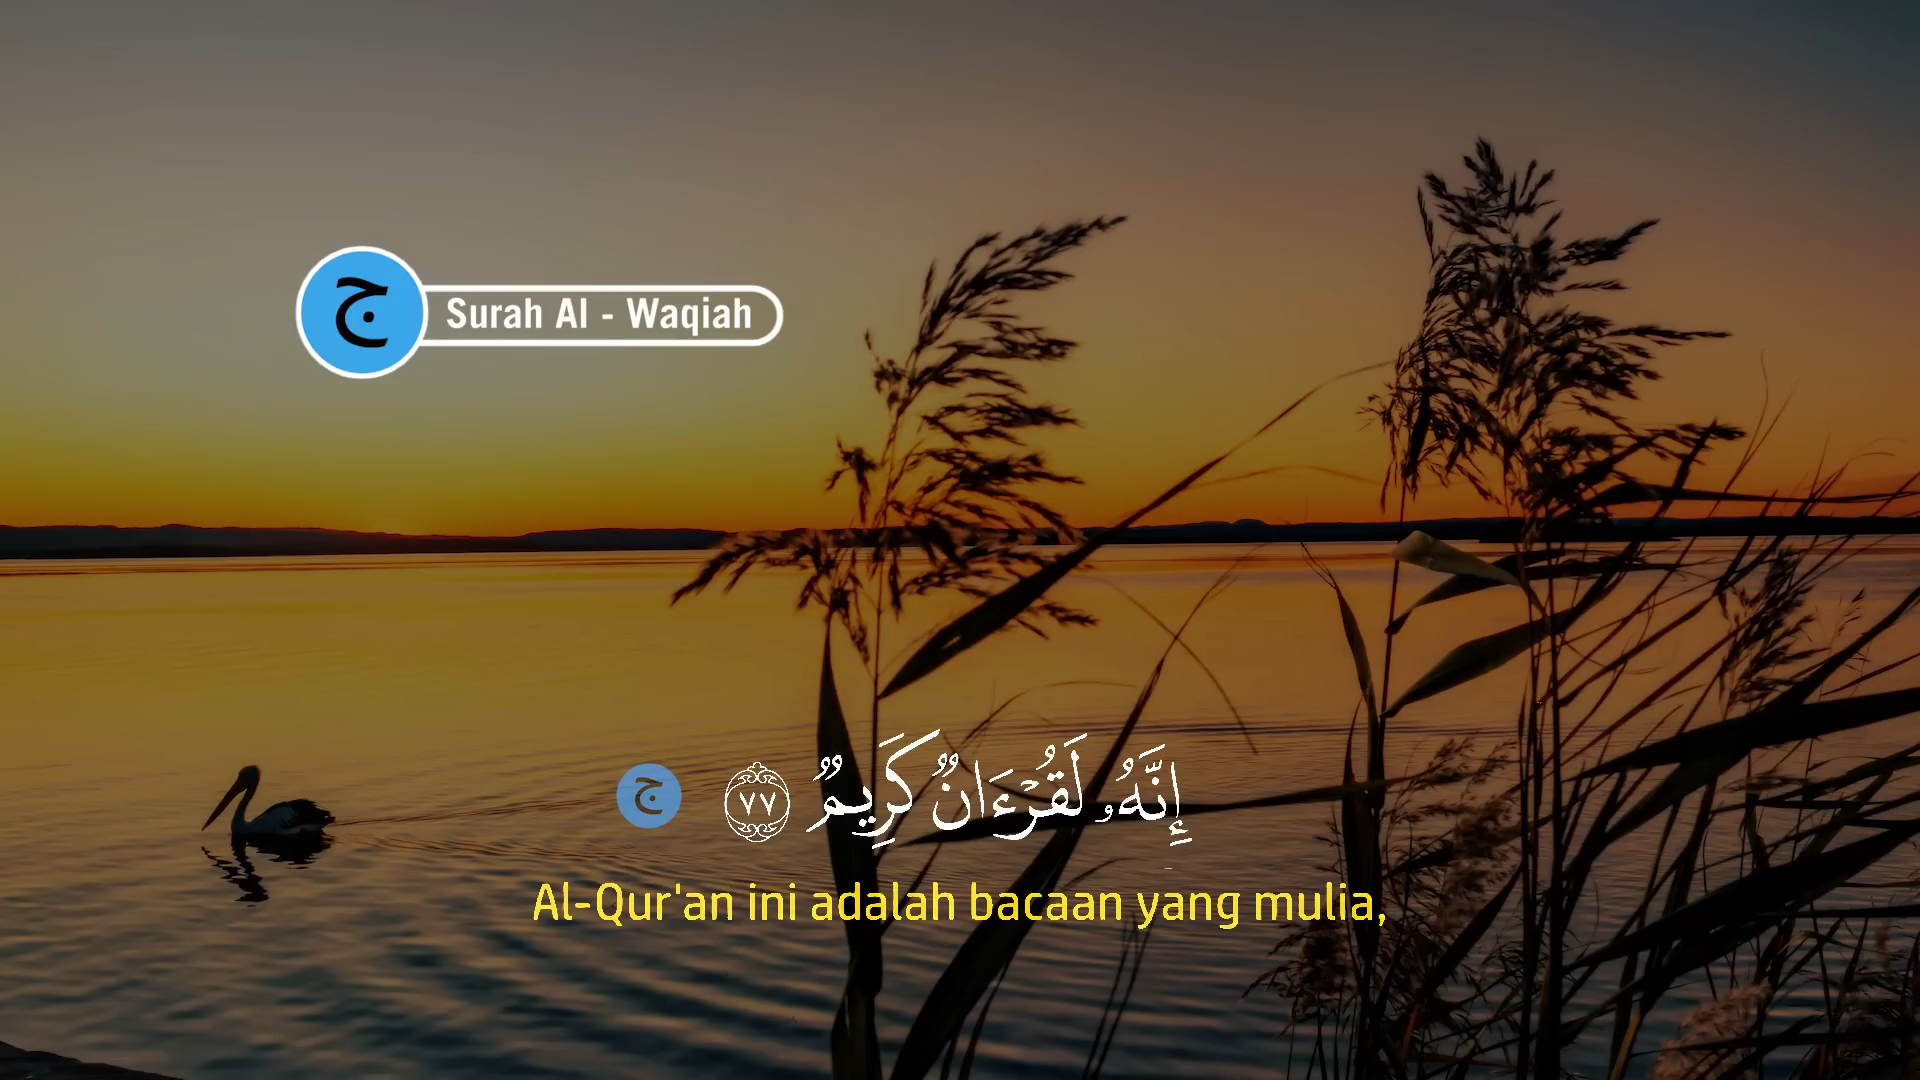 ج Surah Al - Waqiah
إِنَّهُۥ لَقُرْءَانٌ كَرِيمٌ ٧٧ ج
Al-Qur'an ini adalah bacaan yang mulia,